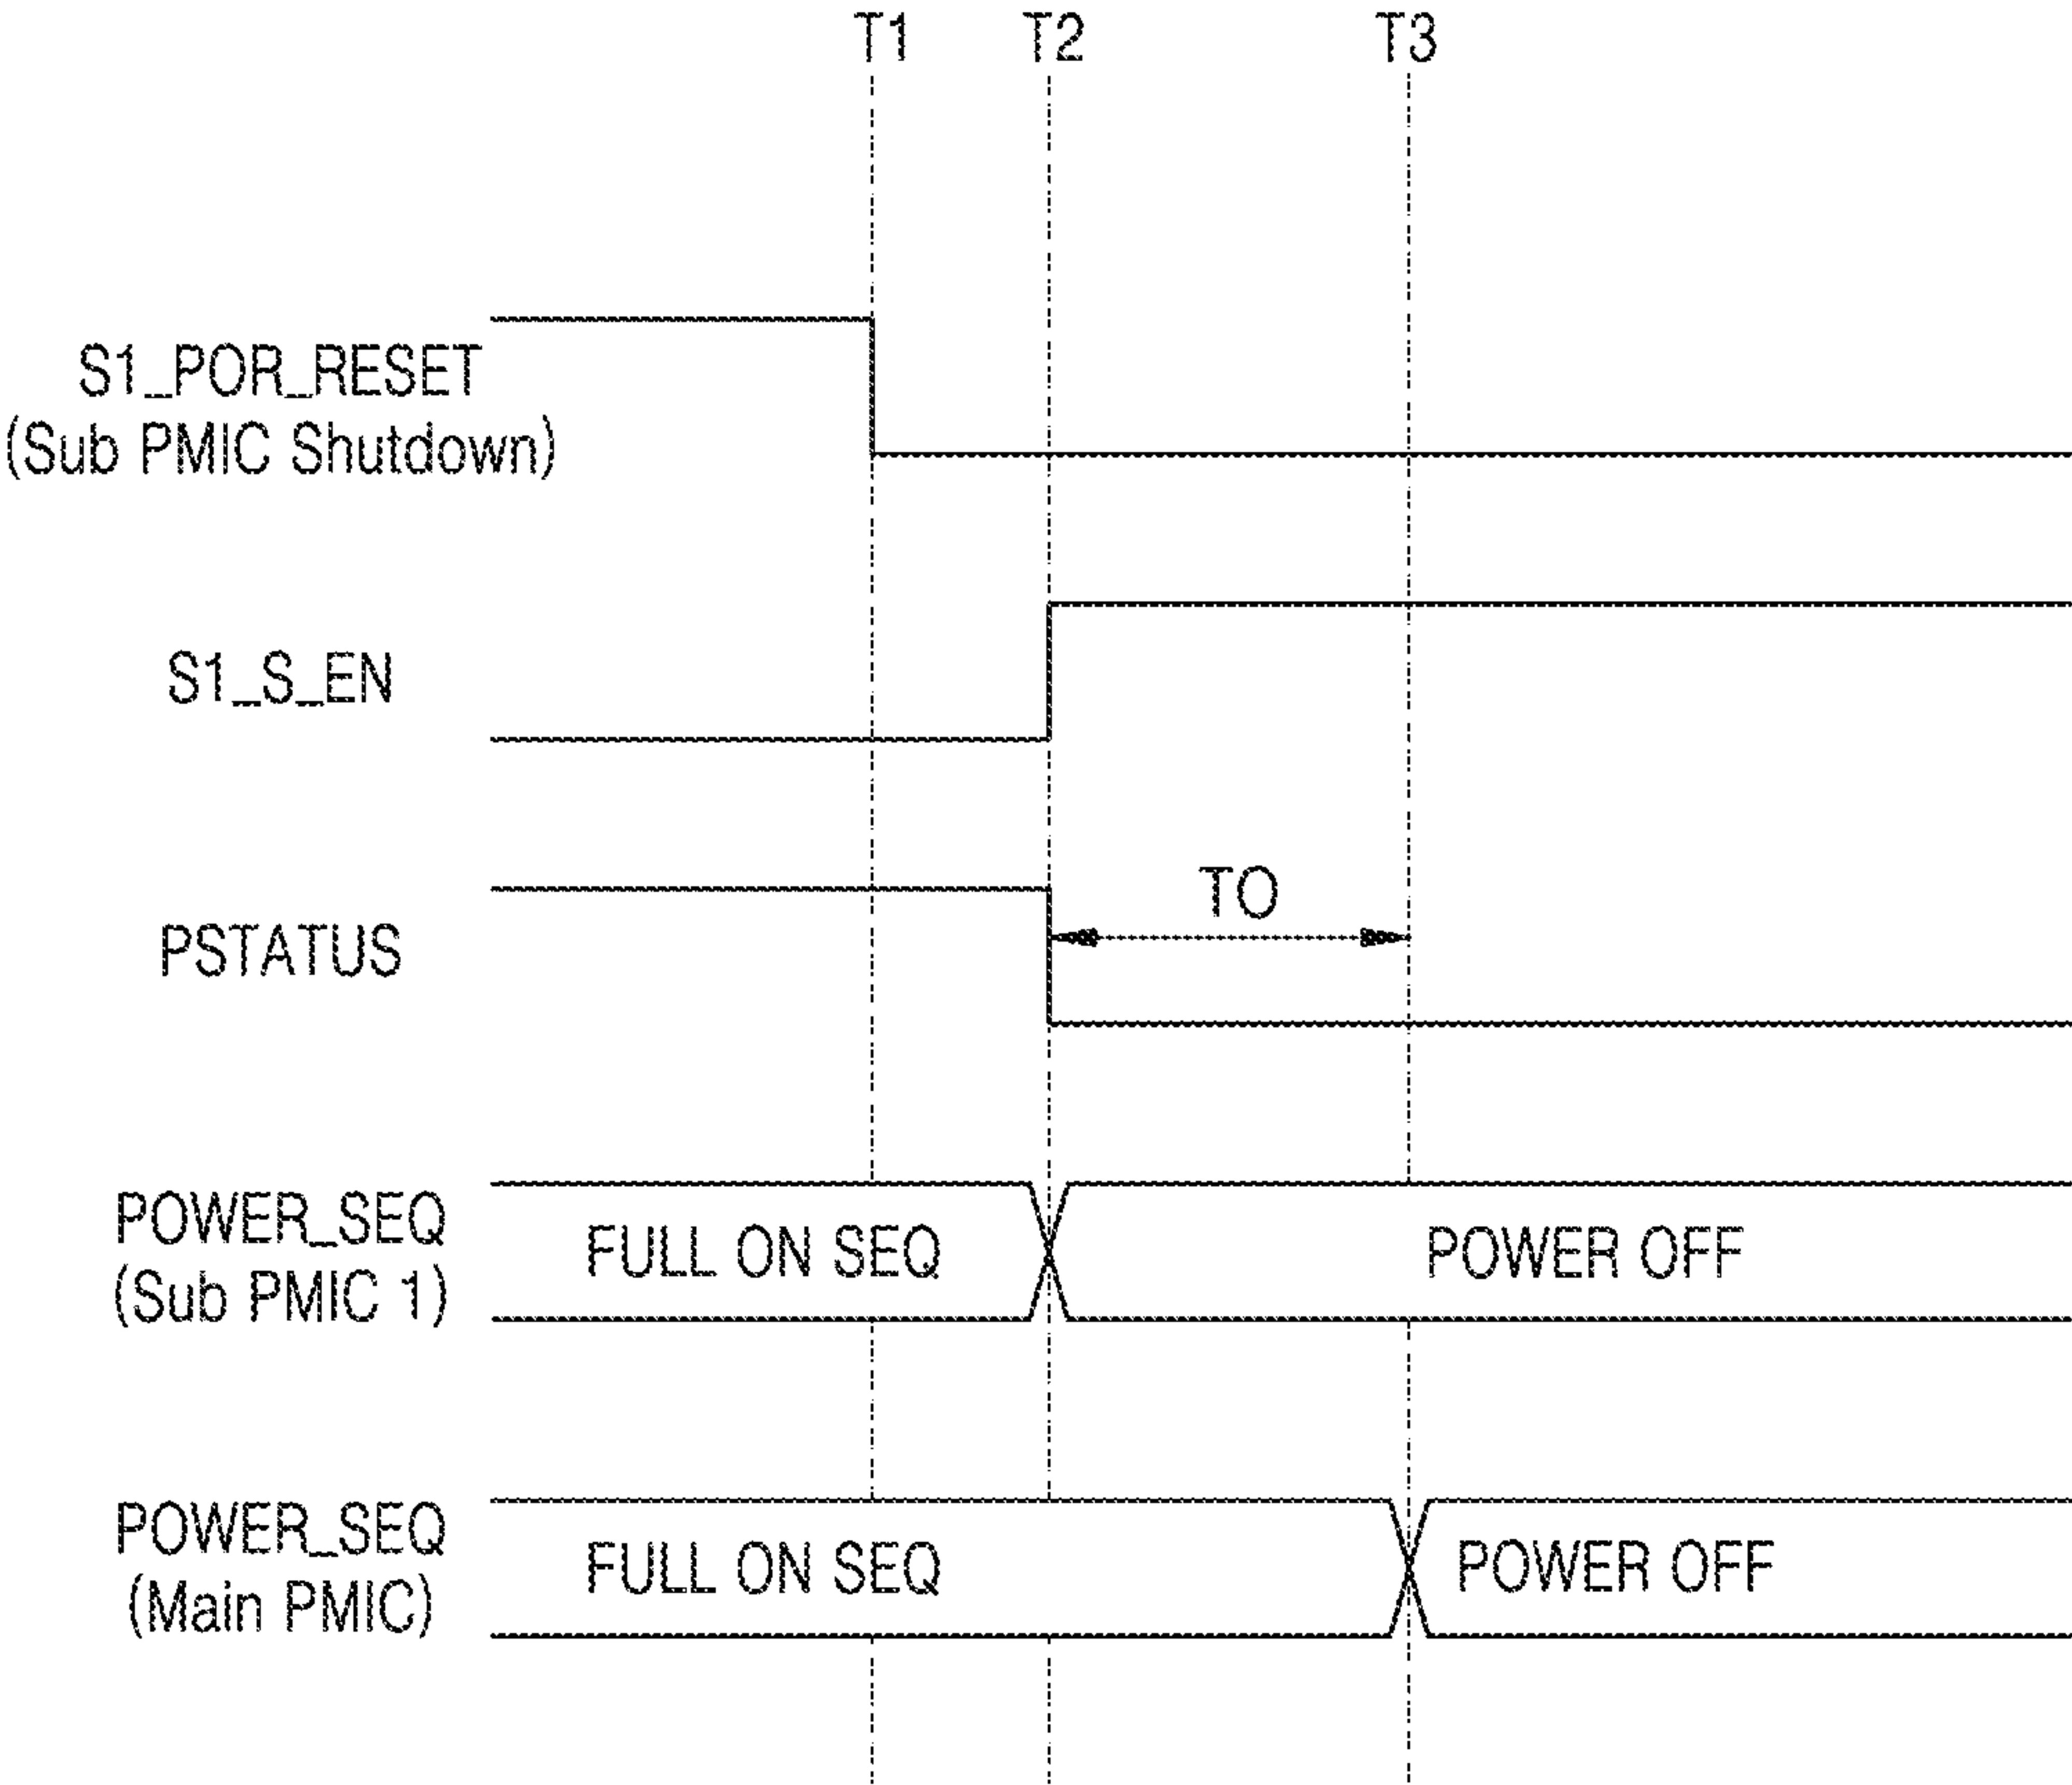 T1 T2 T3
S1_POR_RESET
(Sub PMIC Shutdown)
S1_S_EN
TO
PSTATUS
POWER_SEQ
(Sub PMIC 1)
FULL ON SEQ
POWER OFF
POWER_SEQ
(Main PMIC)
FULL ON SEQ
POWER OFF